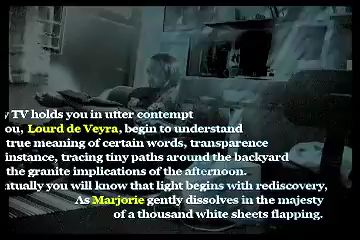 TV holds you in utter contempt
Lourd de Veyra, begin to understand
true meaning of certain words, transparence
instance, tracing tiny paths around the backyard
the granite implications of the afternoon.
you will know that light begins with rediscovery,
As Marjorie gently dissolves in the majesty
of a thousand white sheets flapping.